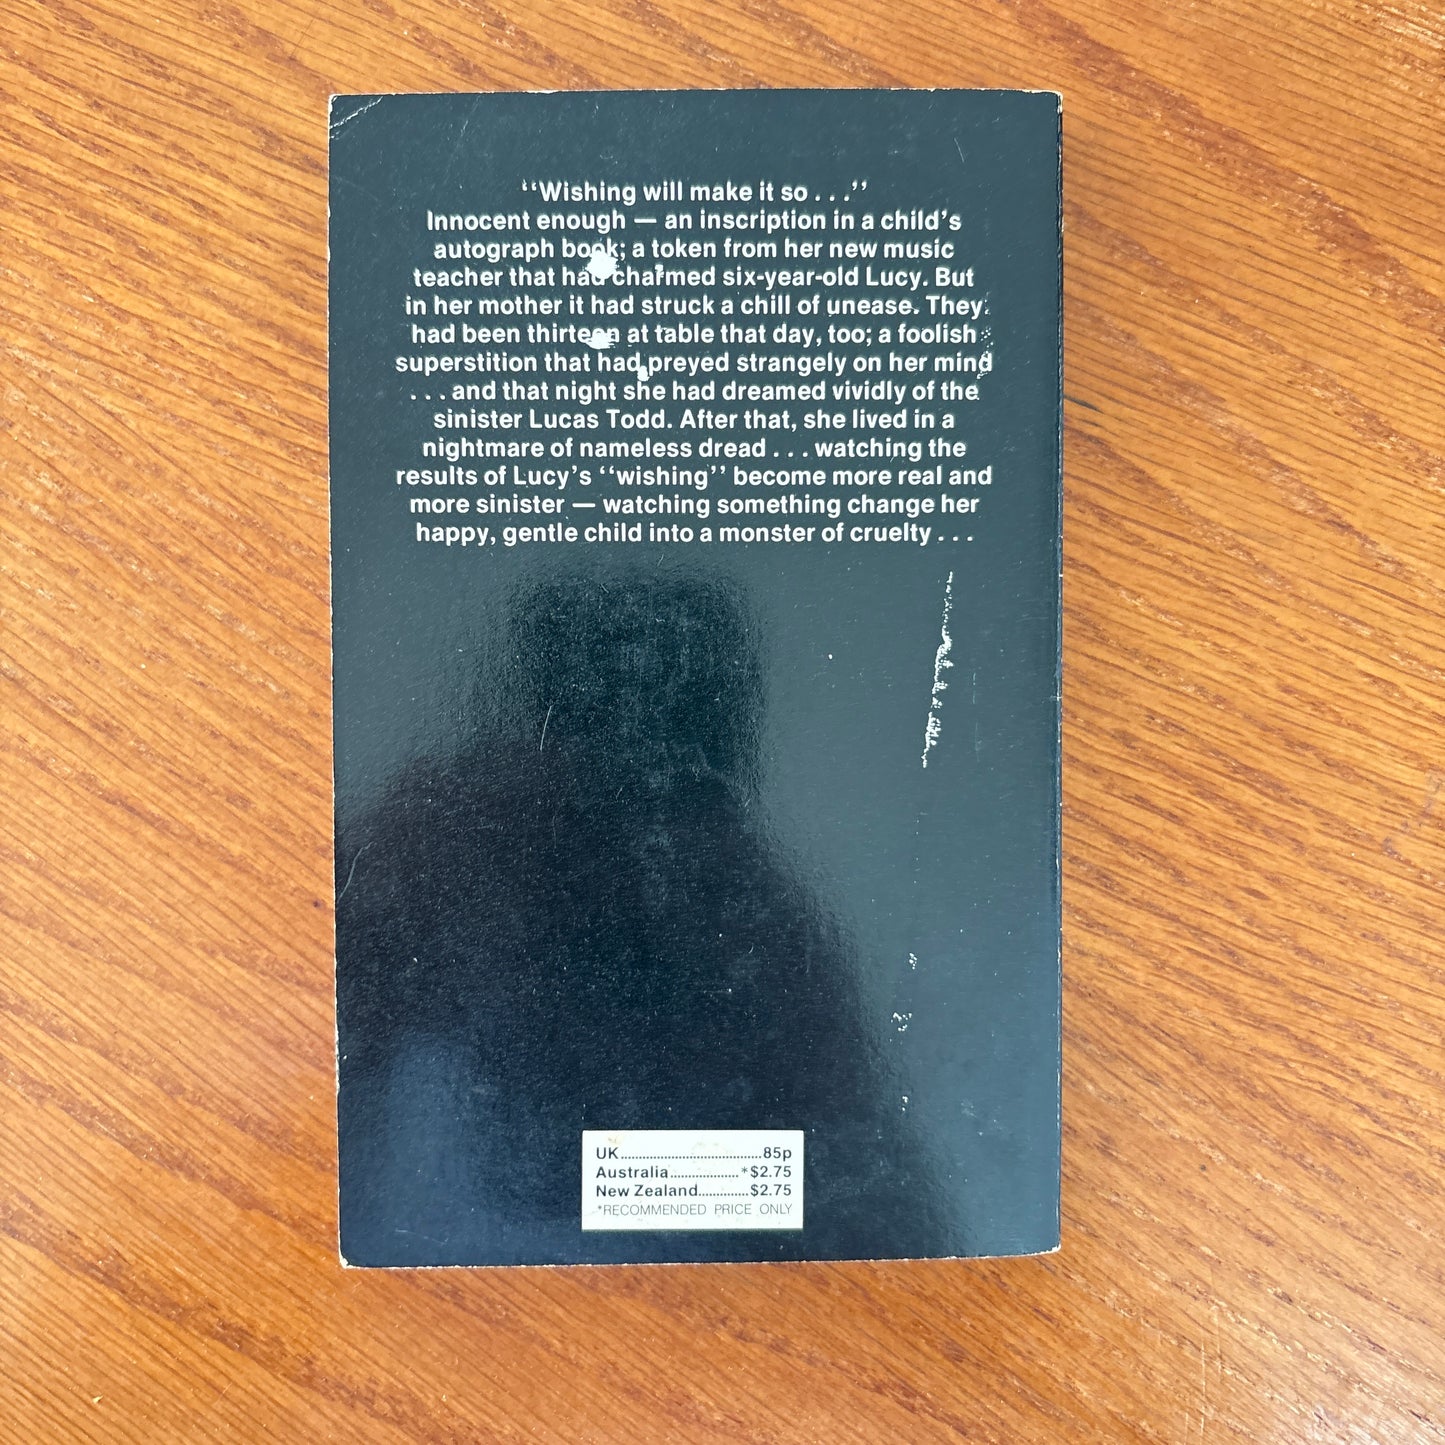 “Wishing will make it so . . .”
Innocent enough — an inscription in a child’s
autograph book; a token from her new music
teacher that had charmed six-year-old Lucy. But
in her mother it had struck a chill of unease. They
had been thirteen at table that day, too; a foolish
superstition that had preyed strangely on her mind
. . . and that night she had dreamed vividly of the
sinister Lucas Todd. After that, she lived in a
nightmare of nameless dread . . . watching the
results of Lucy’s “wishing” become more real and
more sinister — watching something change her
happy, gentle child into a monster of cruelty . . .
UK.......................................85p
Australia...................*$2.75
New Zealand..............$2.75
*RECOMMENDED PRICE ONLY